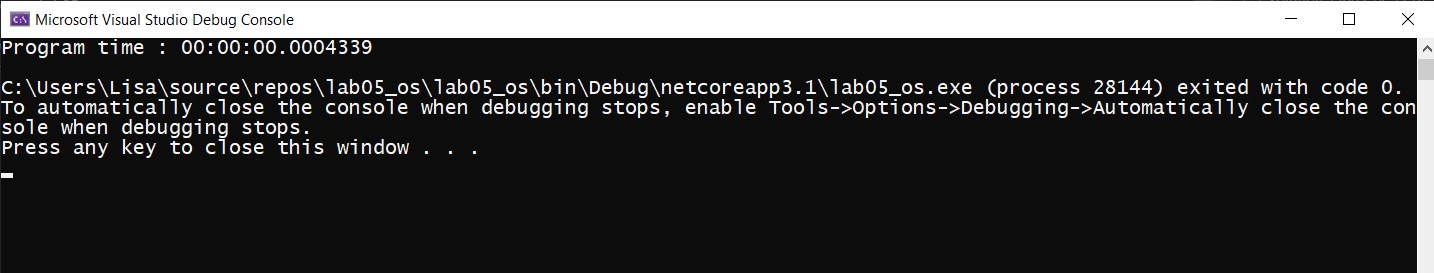 Microsoft Visual Studio Debug Console
Program time : 00:00:00.0004339
C:\Users\Lisa\source\repos\lab05_os\lab05_os\bin\Debug\netcoreapp3.1\lab05_os.exe (process 28144) exited with code 0.
To automatically close the console when debugging stops, enable Tools->Options->Debugging->Automatically close the con
sole when debugging stops.
Press any key to close this window . . .